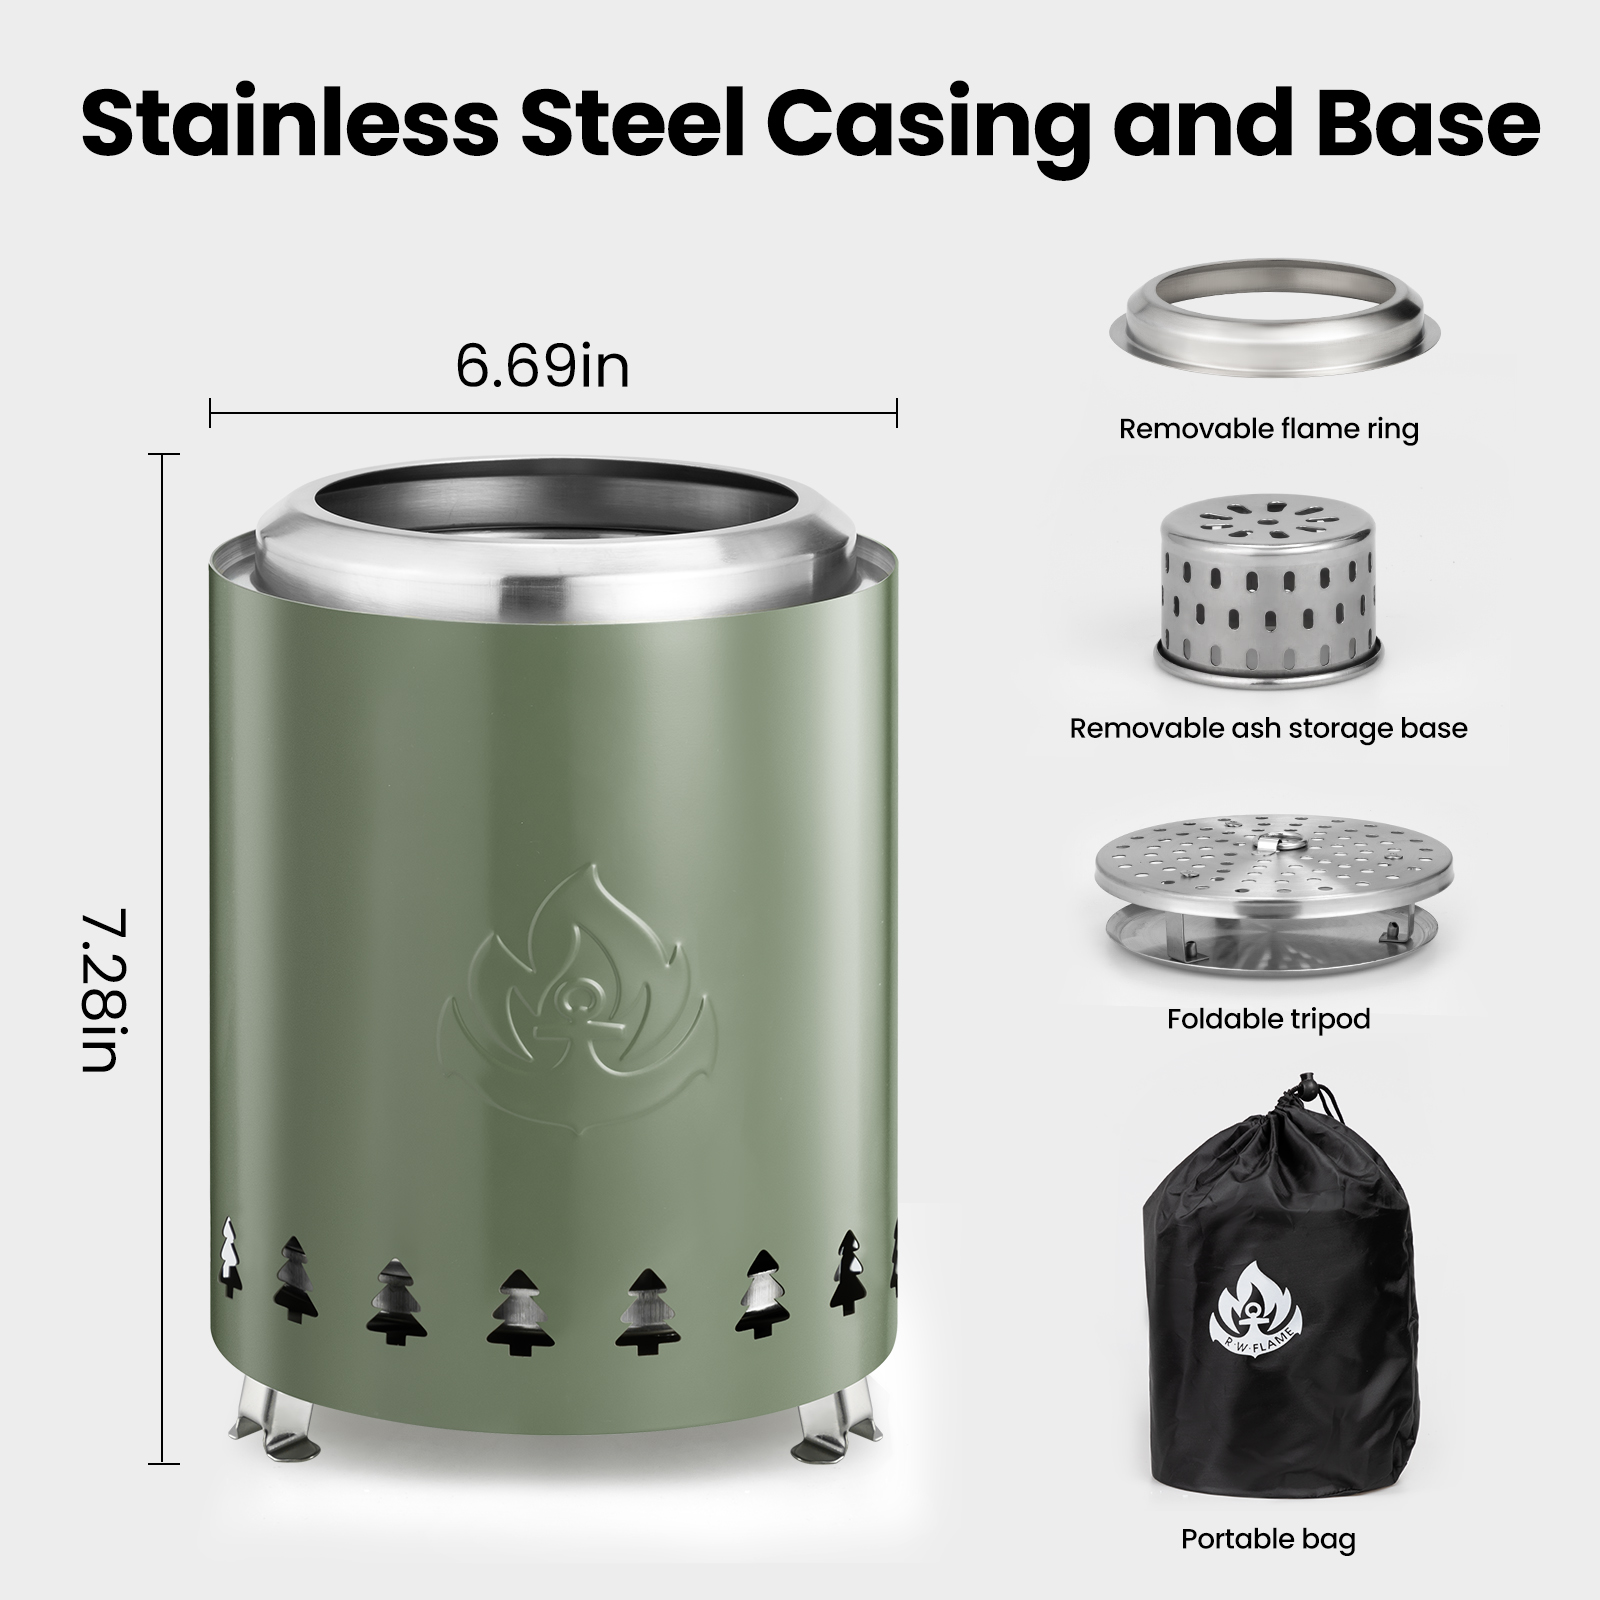 Stainless Steel Casing and Base
6.69in
7.28in
Removable flame ring
Removable ash storage base
Foldable tripod
R·W·FLAME
Portable bag